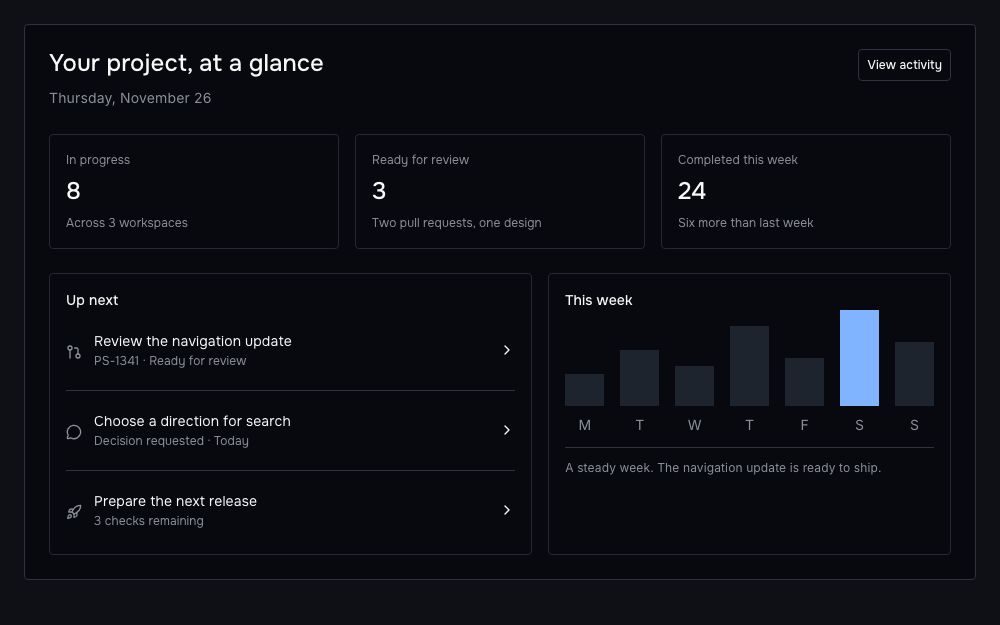 Your project, at a glance
View activity
Thursday, November 26
In progress
8
Across 3 workspaces
Ready for review
3
Two pull requests, one design
Completed this week
24
Six more than last week
Up next
Review the navigation update
PS-1341 · Ready for review
Choose a direction for search
Decision requested · Today
Prepare the next release
3 checks remaining
This week
M T W T F S S
A steady week. The navigation update is ready to ship.